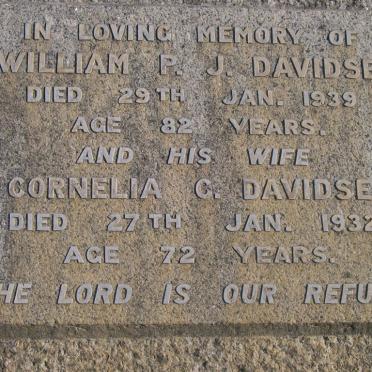 IN LOVING MEMORY OF
WILLIAM P. J. DAVIDSE
DIED 29TH JAN. 1939
AGE 82 YEARS.
AND HIS WIFE
CORNELIA C. DAVIDSE
DIED 27TH JAN. 1932
AGE 72 YEARS.
THE LORD IS OUR REFU